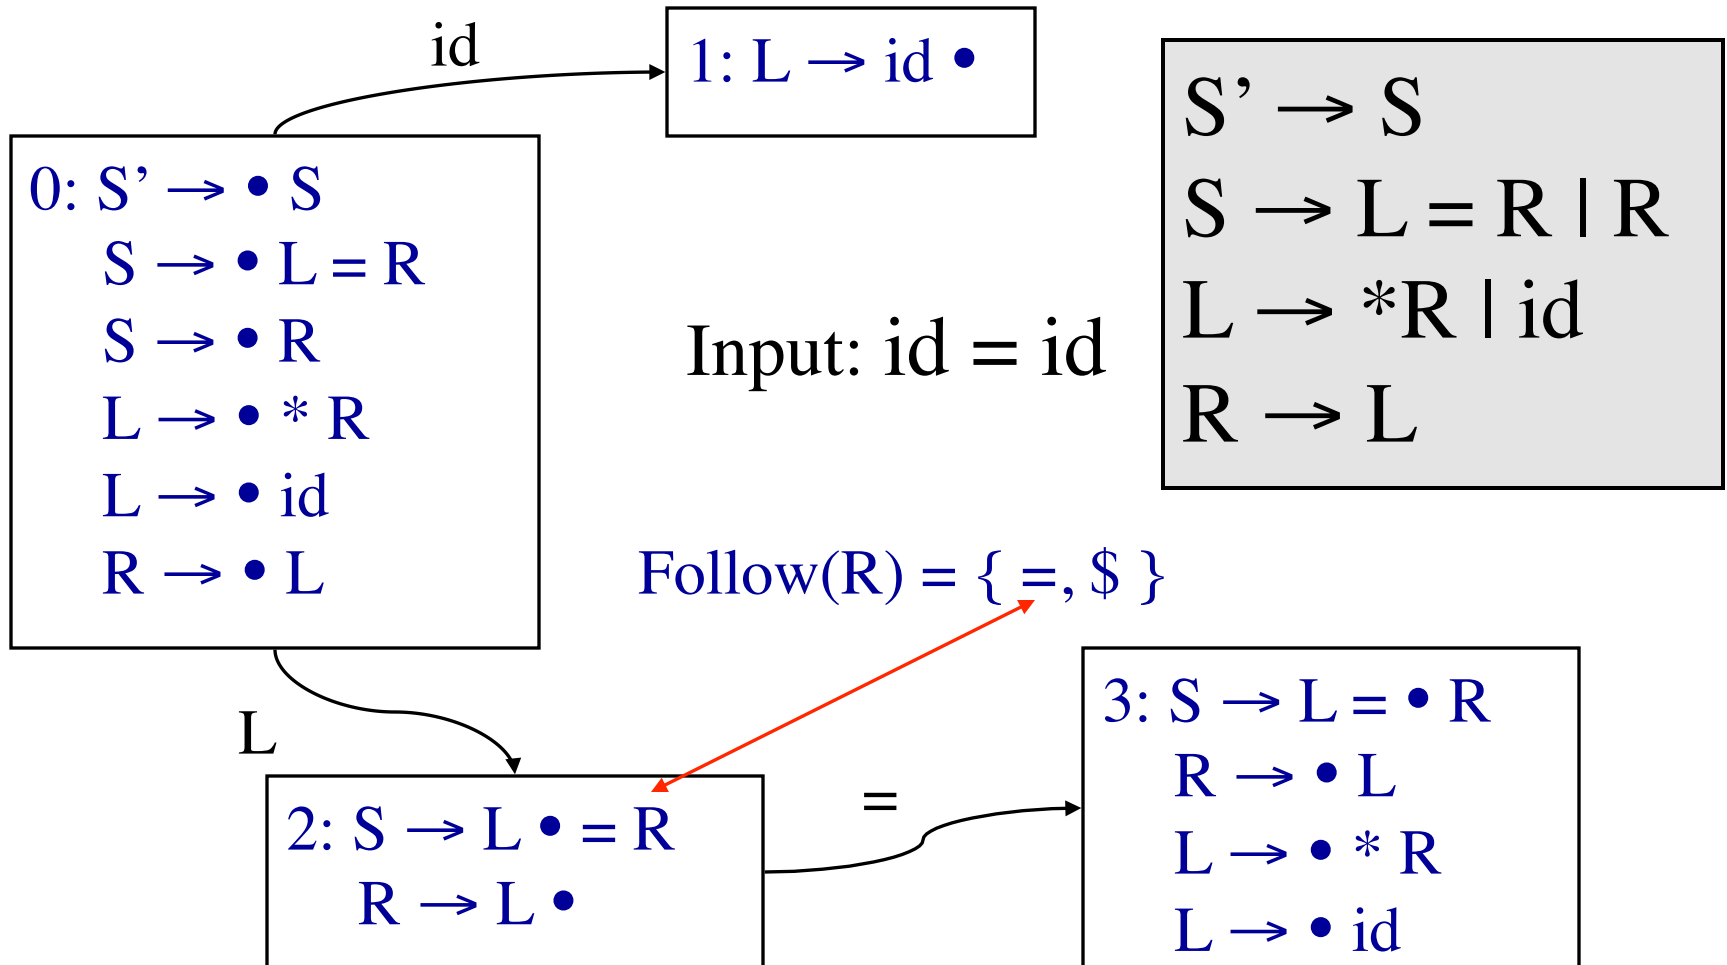 id
1: L → id •
S’ → S
S → L = R | R
L → *R | id
R → L
0: S’ → • S
S → • L = R
S → • R
L → • * R
L → • id
R → • L
Input: id = id
Follow(R) = { =, $ }
L
2: S → L • = R
R → L •
=
3: S → L = • R
R → • L
L → • * R
L → • id